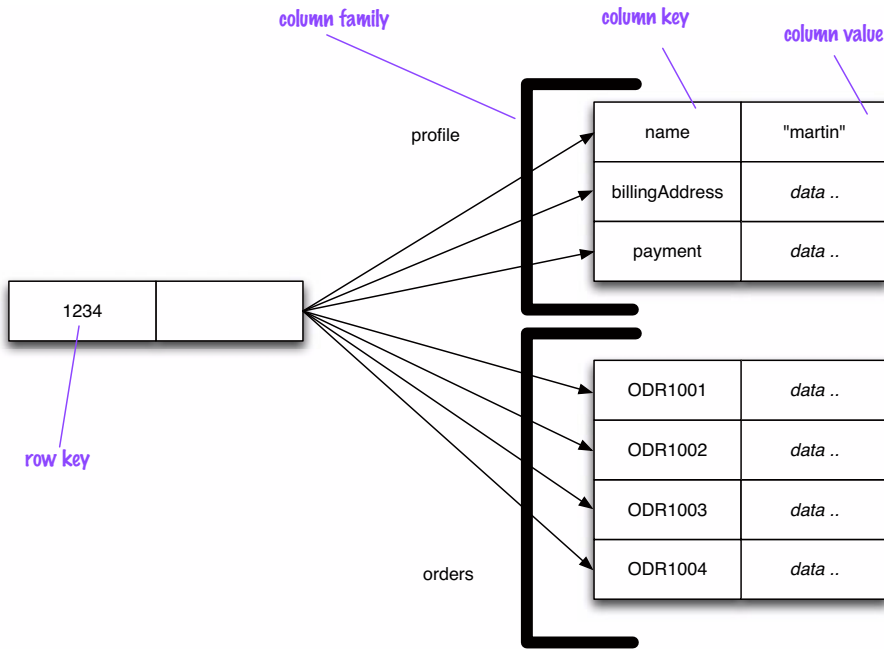 column family
column key
column value
profile
name
"martin"
billingAddress
data ..
payment
data ..
1234
row key
orders
ODR1001
data ..
ODR1002
data ..
ODR1003
data ..
ODR1004
data ..